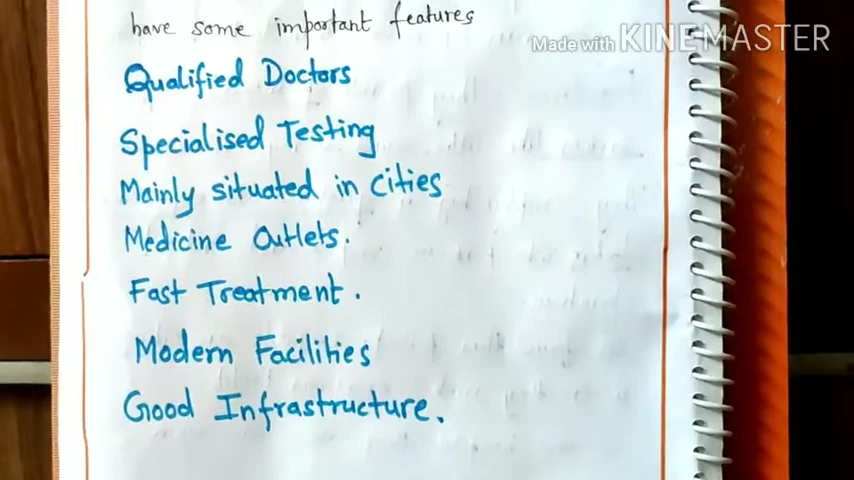 have some important features
Made with KINEMASTER
Qualified Doctors
Specialised Testing
Mainly situated in cities
Medicine Outlets.
Fast Treatment.
Modern Facilities
Good Infrastructure.